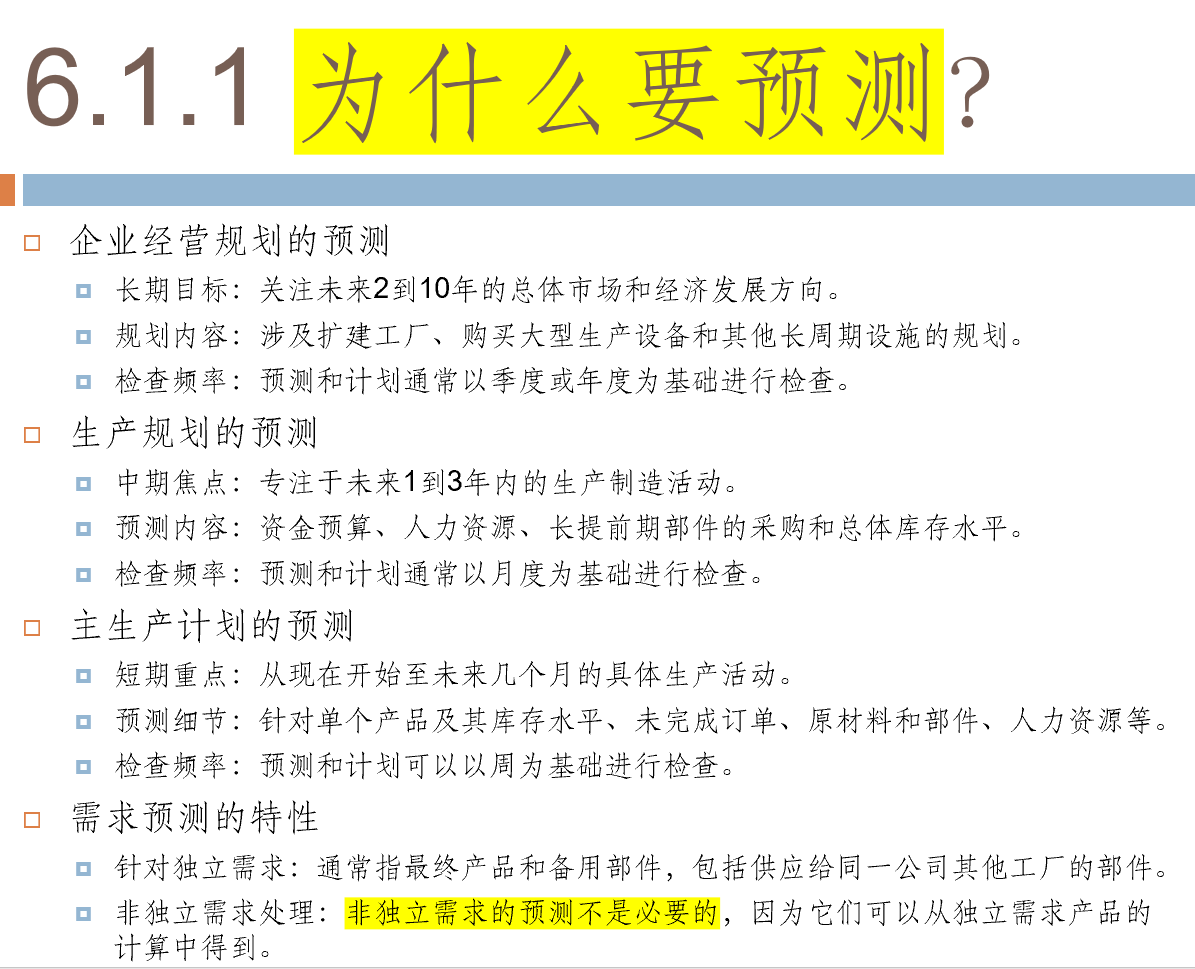 6.1.1 为什么要预测?
企业经营规划的预测
长期目标：关注未来2到10年的总体市场和经济发展方向。
规划内容：涉及扩建工厂、购买大型生产设备和其他长周期设施的规划。
检查频率：预测和计划通常以季度或年度为基础进行检查。
生产规划的预测
中期焦点：专注于未来1到3年内的生产制造活动。
预测内容：资金预算、人力资源、长提前期部件的采购和总体库存水平。
检查频率：预测和计划通常以月度为基础进行检查。
主生产计划的预测
短期重点：从现在开始至未来几个月的具体生产活动。
预测细节：针对单个产品及其库存水平、未完成订单、原材料和部件、人力资源等。
检查频率：预测和计划可以以周为基础进行检查。
需求预测的特性
针对独立需求：通常指最终产品和备用部件，包括供应给同一公司其他工厂的部件。
非独立需求处理：非独立需求的预测不是必要的，因为它们可以从独立需求产品的
计算中得到。